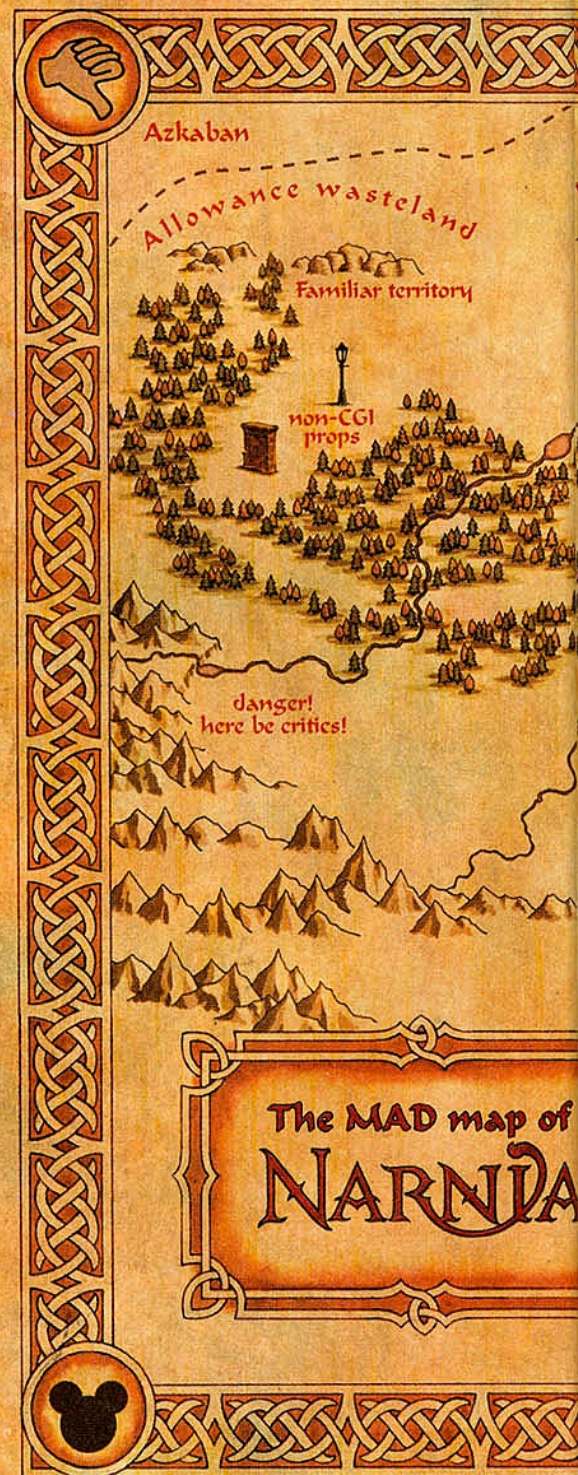 Azkaban
Allowance wasteland
Familiar territory
non-CGI
props
danger!
here be critics!
The MAD map of
NARNIA